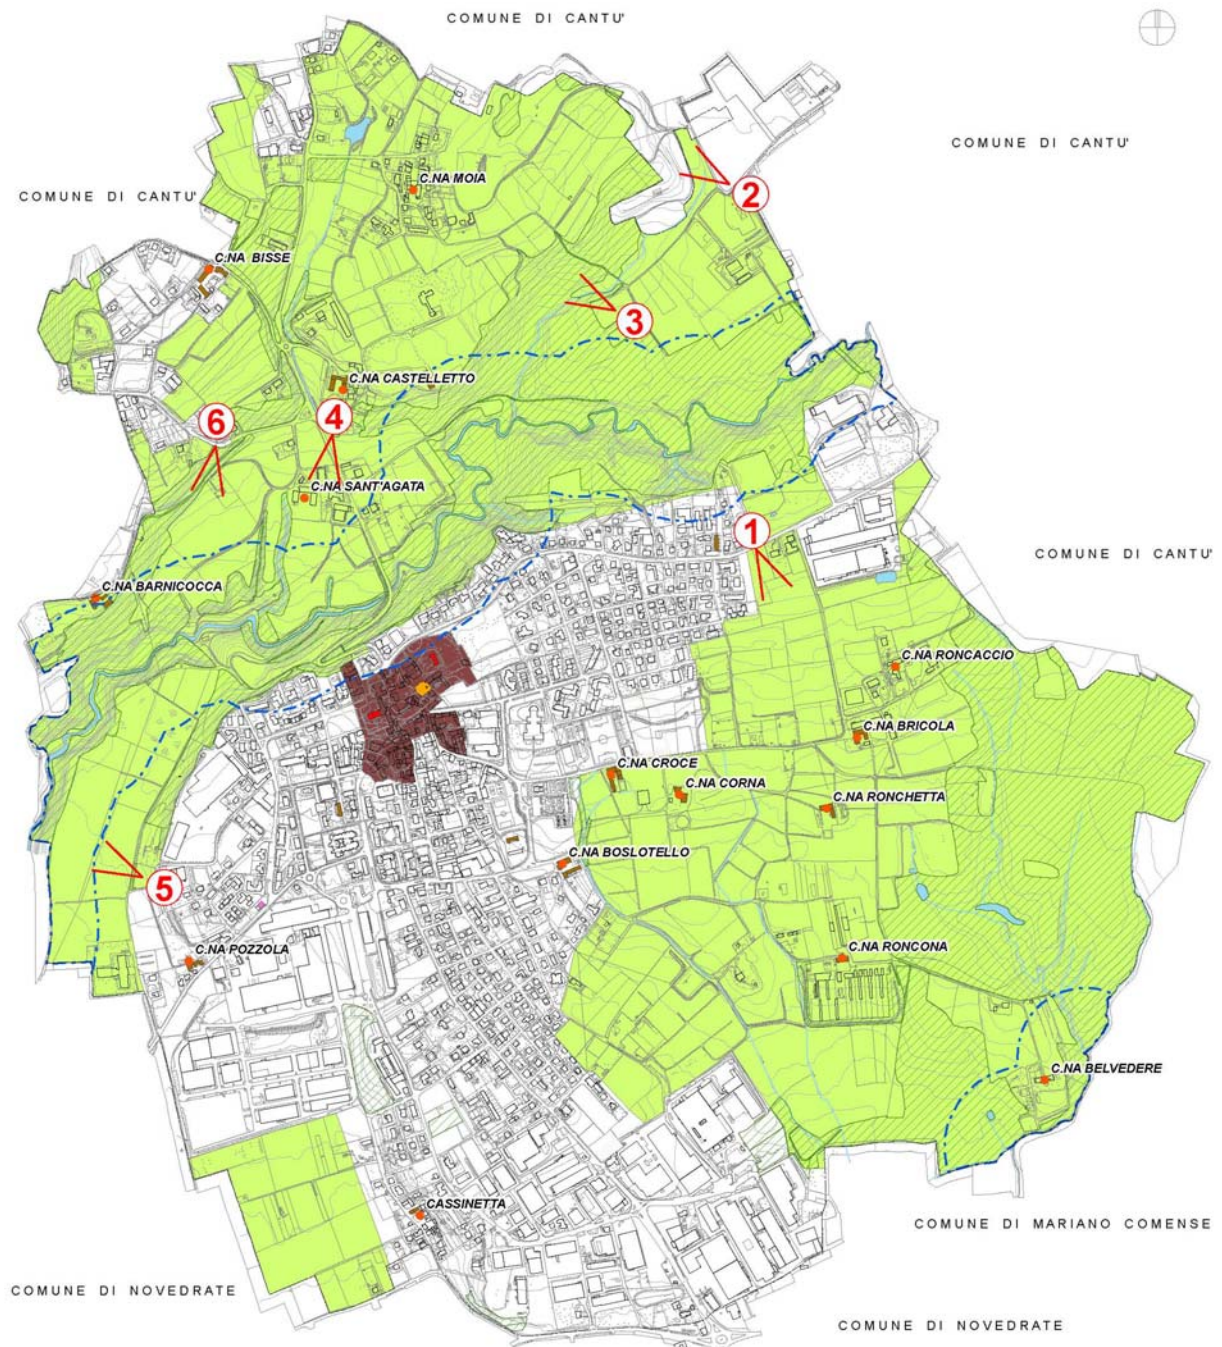 COMUNE DI CANTU'
COMUNE DI CANTU'
COMUNE DI CANTU'
C.NA MOIA
2
C.NA BISSE
3
C.NA CASTELLETTO
6
4
C.NA SANT'AGATA
1
COMUNE DI CANTU'
C.NA BARNICOCCA
C.NA RONCACCIO
C.NA BRICOLA
C.NA CROCE
C.NA CORNA
C.NA RONCHETTA
C.NA BOSLOTELLO
5
C.NA POZZOLA
C.NA RONCONA
C.NA BELVEDERE
CASSINETTA
COMUNE DI MARIANO COMENSE
COMUNE DI NOVEDRATE
COMUNE DI NOVEDRATE